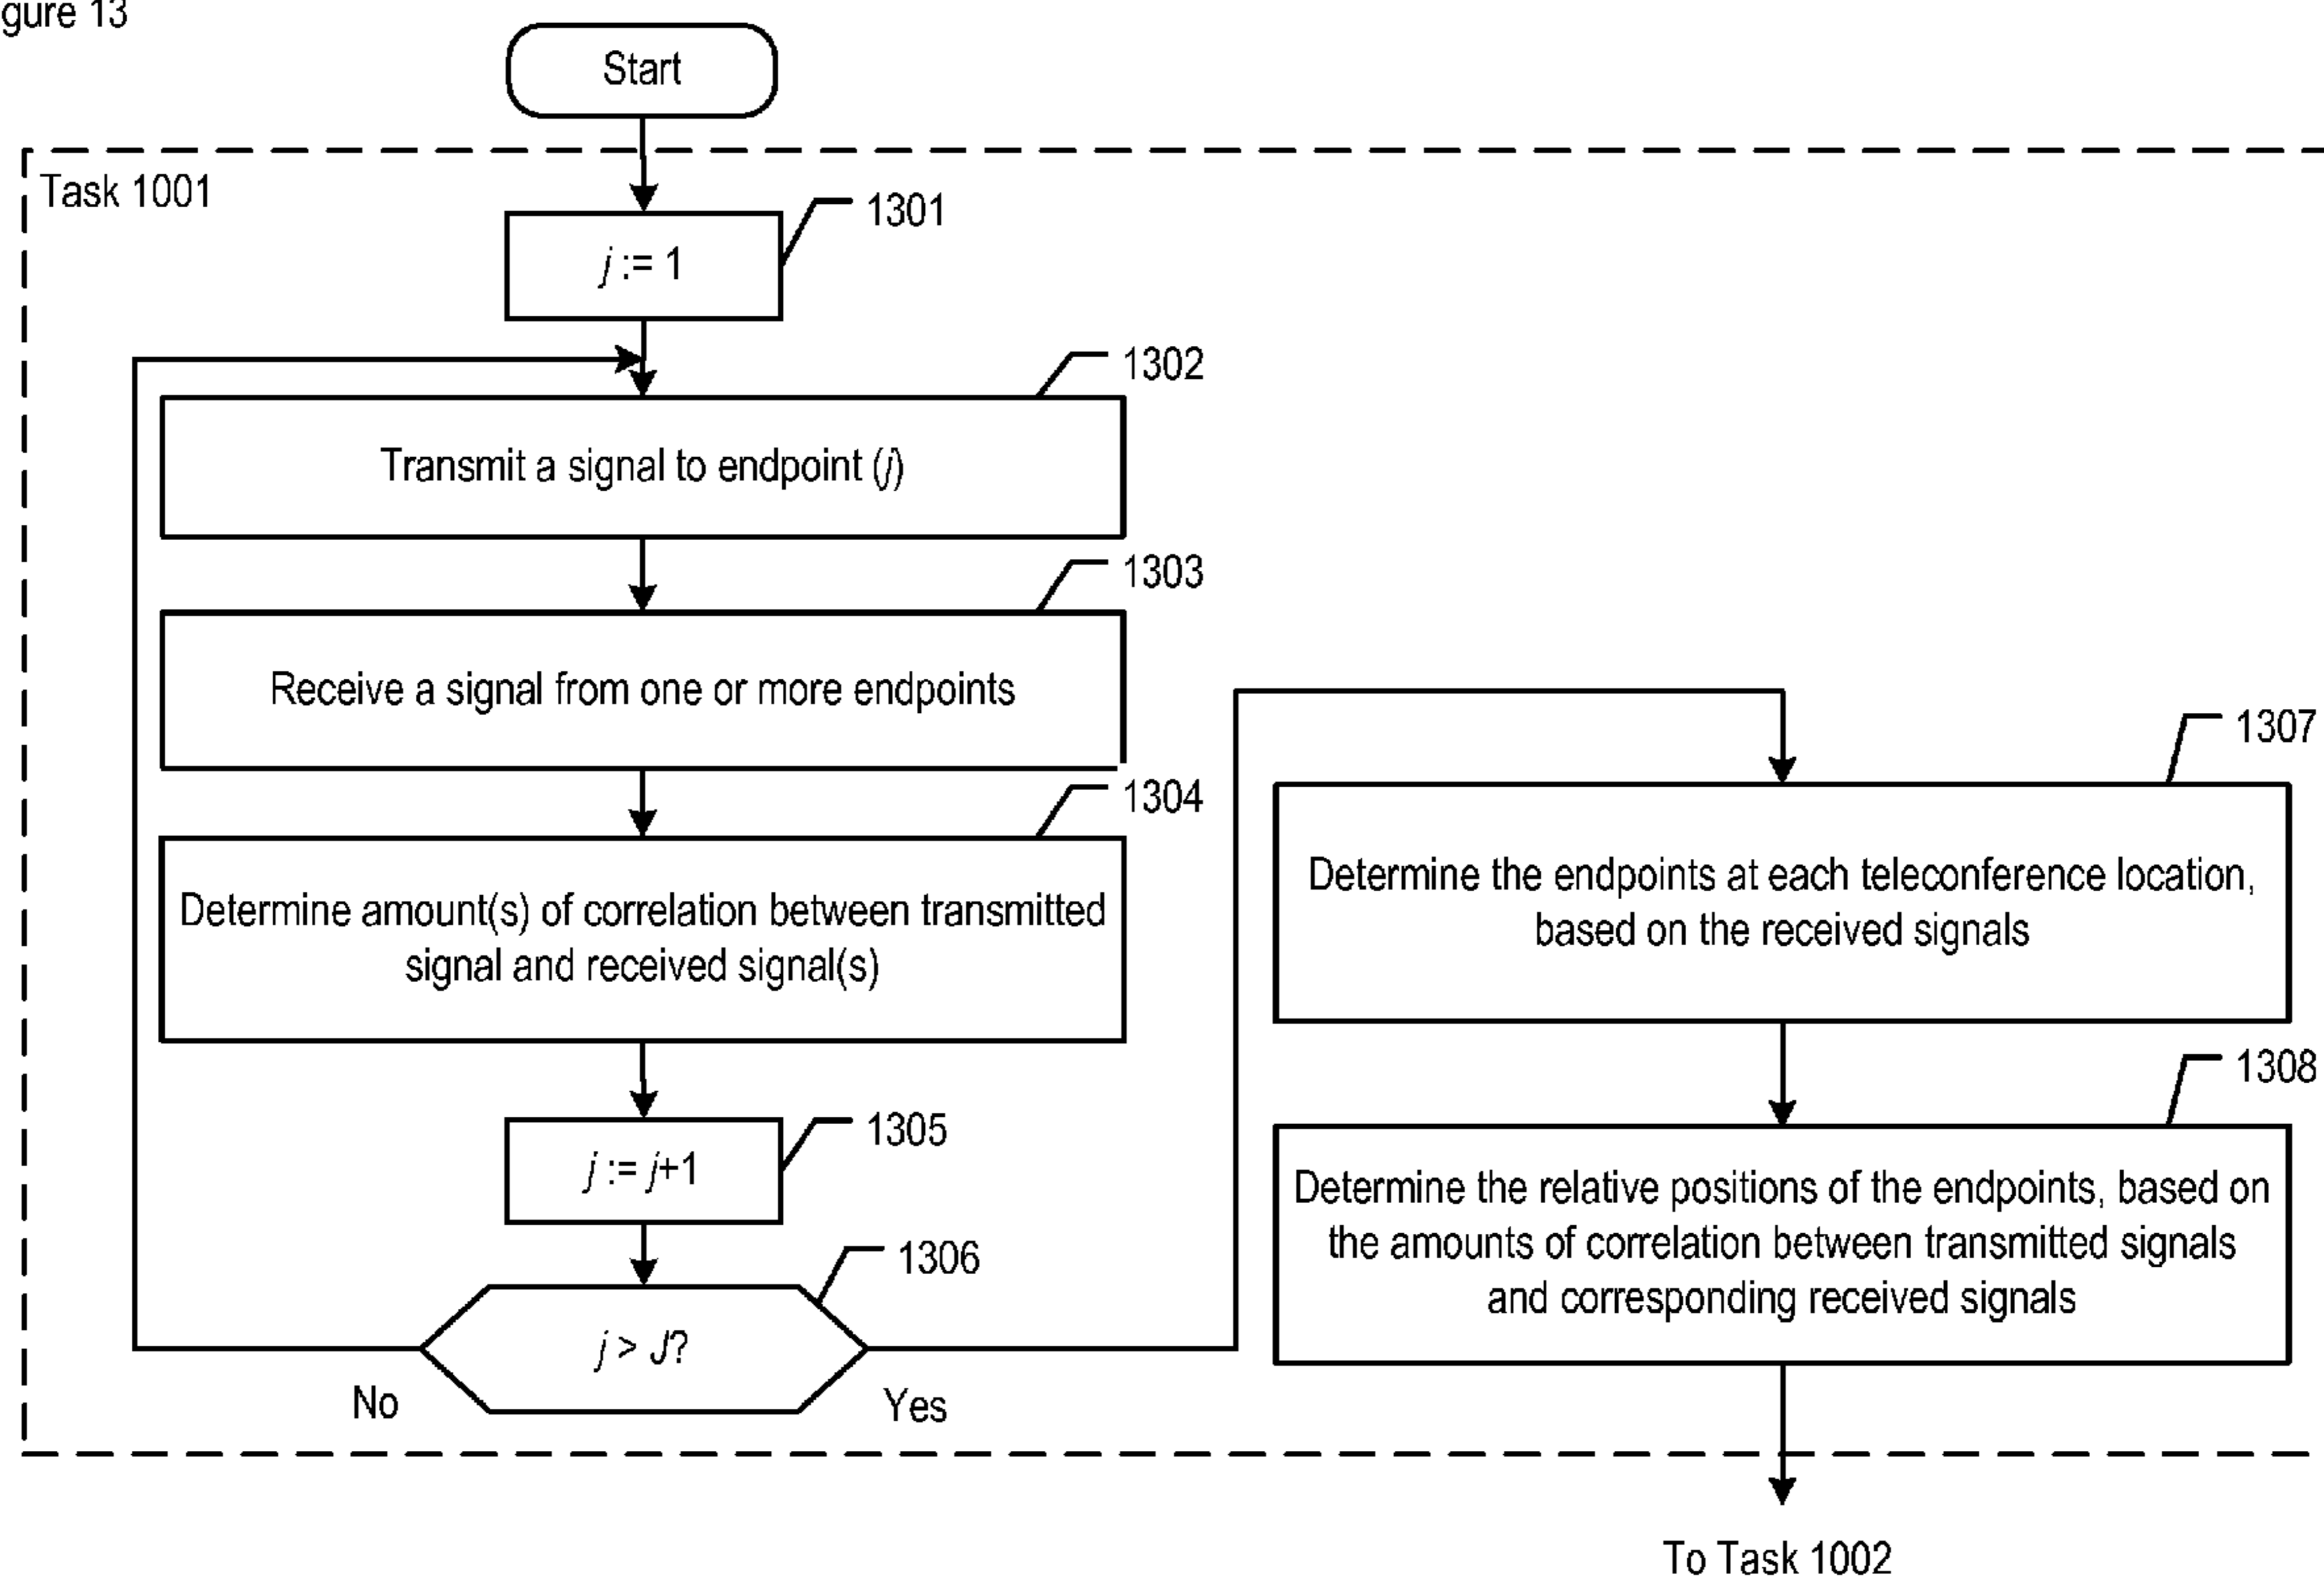 gure 13
Start
Task 1001
1301
j := 1
1302
Transmit a signal to endpoint (j)
1303
Receive a signal from one or more endpoints
1304
Determine amount(s) of correlation between transmitted
signal and received signal(s)
1305
j := j+1
1306
j > J?
No
Yes
1307
Determine the endpoints at each teleconference location,
based on the received signals
1308
Determine the relative positions of the endpoints, based on
the amounts of correlation between transmitted signals
and corresponding received signals
To Task 1002